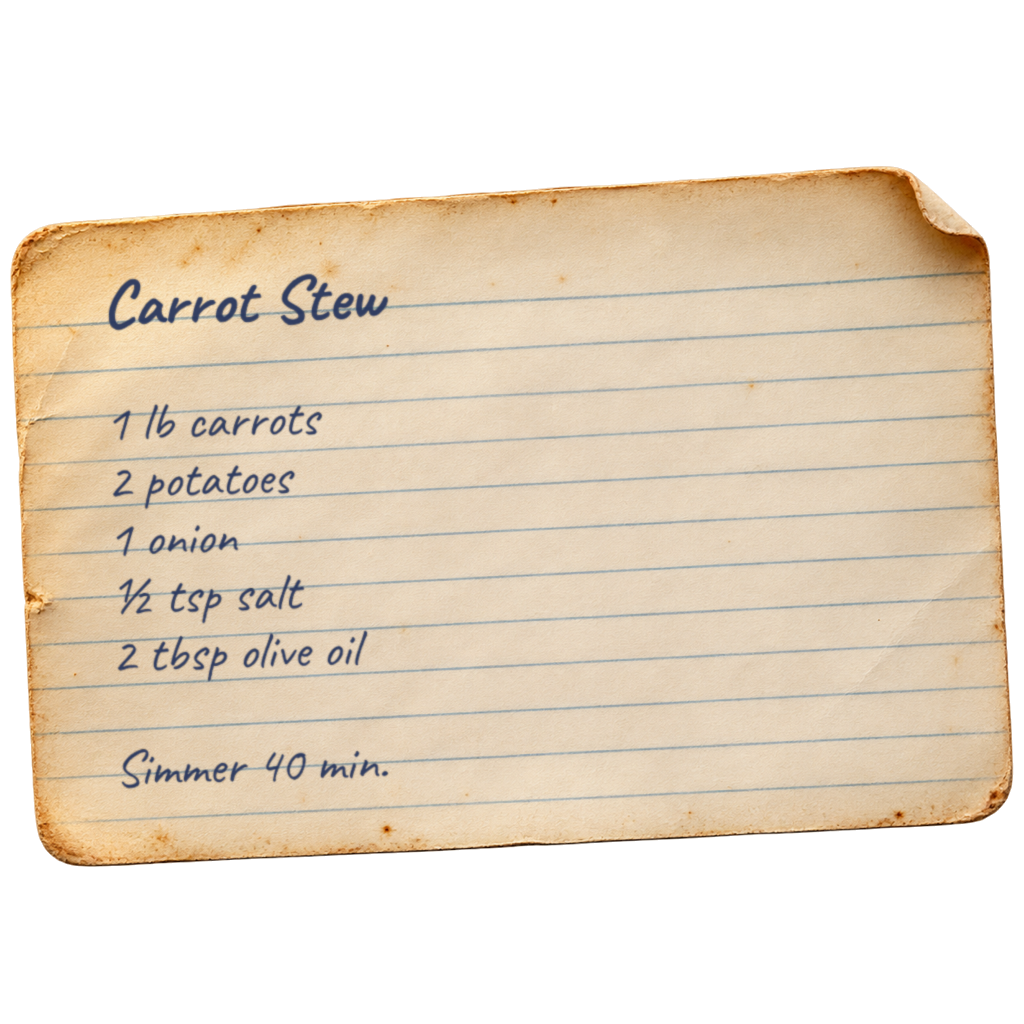 Carrot Stew
1 lb carrots
2 potatoes
1 onion
½ tsp salt
2 tbsp olive oil
Simmer 40 min.